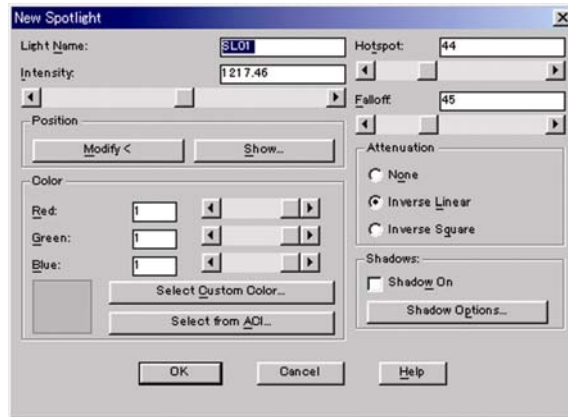 New Spotlight
Light Name: SL01
Intensity: 1217.46
Position
Modify < Show...
Color
Red: 1
Green: 1
Blue: 1
Select Custom Color...
Select from ACI...
Hotspot: 44
Falloff: 45
Attenuation
None
Inverse Linear
Inverse Square
Shadows:
Shadow On
Shadow Options...
OK Cancel Help